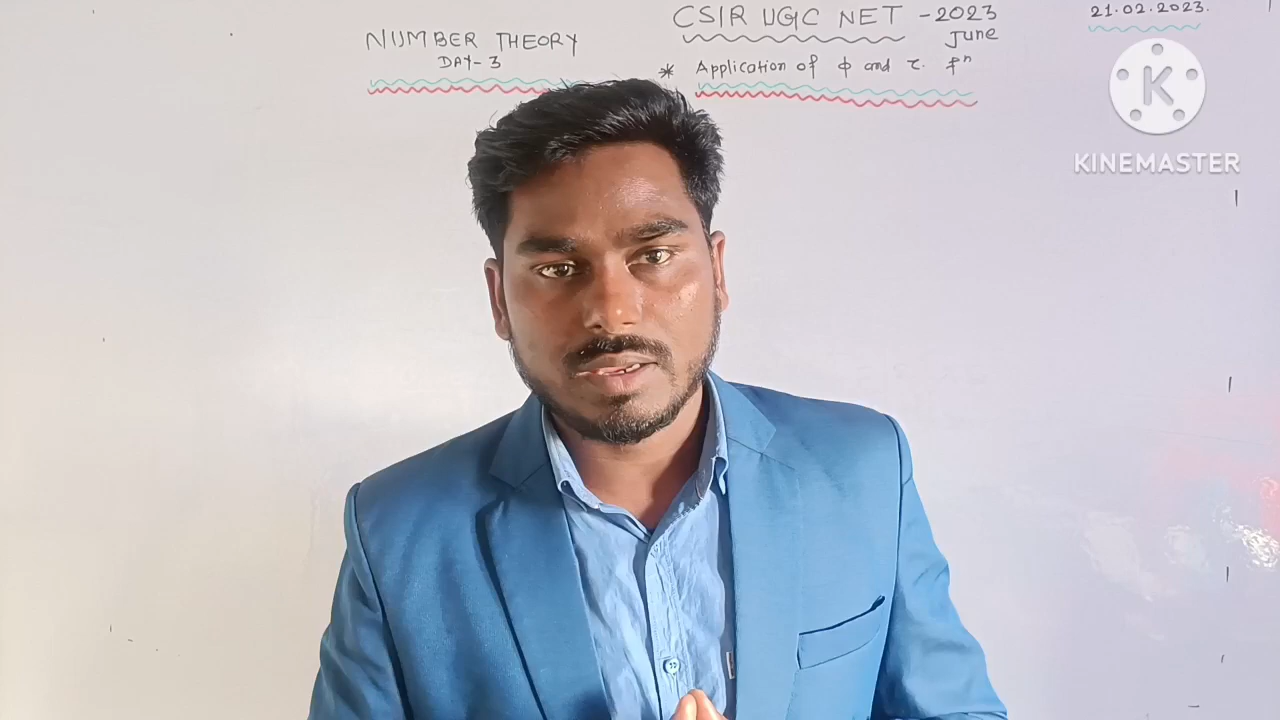 NUMBER THEORY
DAY-3
CSIR UGC NET -2023
June
* Application of ϕ and τ. fⁿ
21.02.2023.
K
KINEMASTER